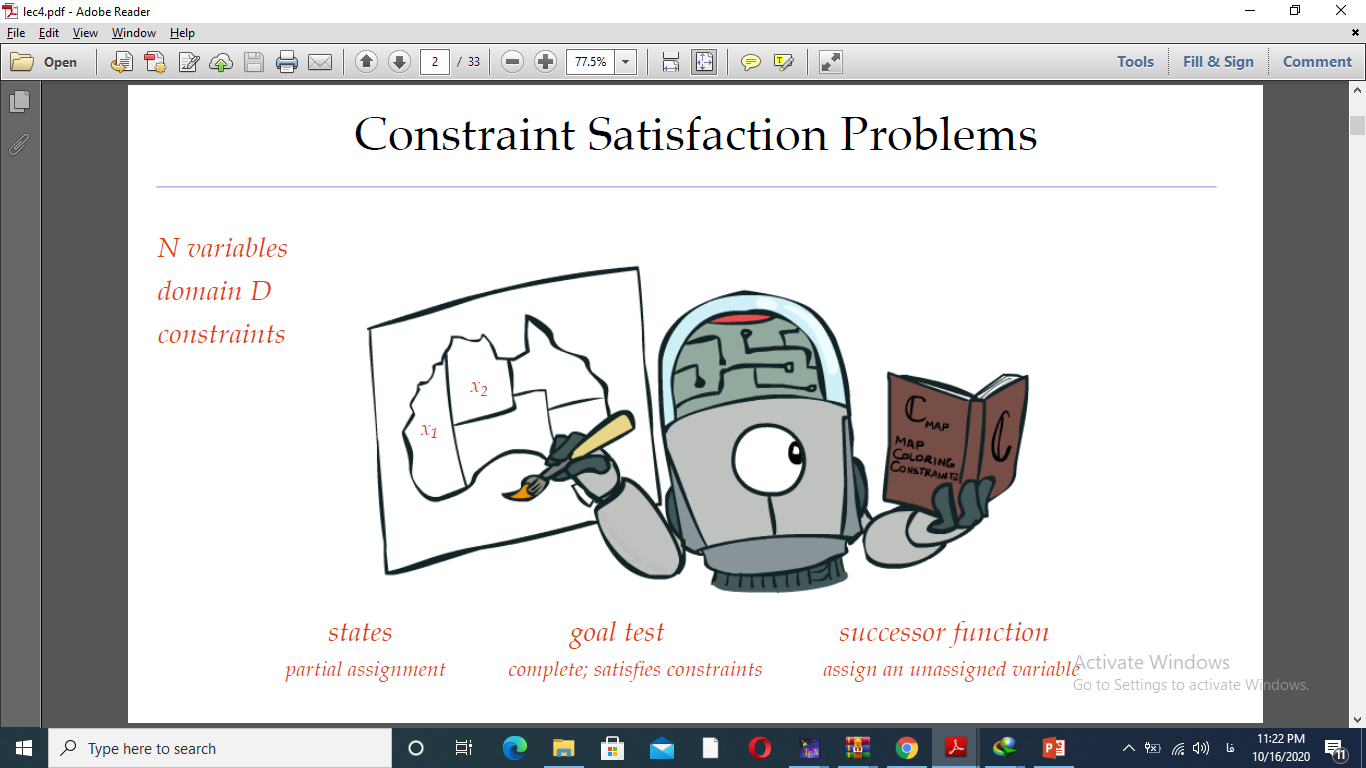 lec4.pdf - Adobe Reader
File Edit View Window Help
Open 2 / 33 77.5% Tools Fill & Sign Comment
Constraint Satisfaction Problems
N variables
domain D
constraints
x2
x1
C MAP
MAP
COLORING
CONSTRAINTS
C
states goal test successor function
partial assignment complete; satisfies constraints assign an unassigned variable
Activate Windows
Go to Settings to activate Windows.
Type here to search
فا
11:22 PM
10/16/2020
11